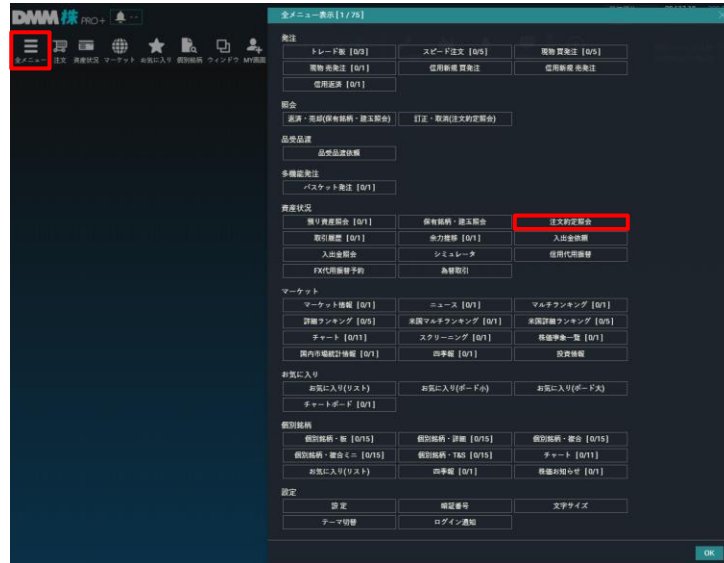 DMM 株 PRO+
全メニュー
注文
資産状況
マーケット
お気に入り
個別銘柄
ウィンドウ
MY画面
全メニュー表示 [1/75]
発注
トレード板 [0/3]
スピード注文 [0/5]
現物 買発注 [0/5]
現物 売発注 [0/1]
信用新規 買発注
信用新規 売発注
信用返済 [0/1]
照会
返済・売却(保有銘柄・建玉照会)
訂正・取消(注文約定照会)
品受品渡
品受品渡依頼
多機能発注
バスケット発注 [0/1]
資産状況
預り資産照会 [0/1]
保有銘柄・建玉照会
注文約定照会
取引履歴 [0/1]
余力推移 [0/1]
入出金依頼
入出金照会
シミュレータ
信用代用振替
FX代用振替予約
為替取引
マーケット
マーケット情報 [0/1]
ニュース [0/1]
マルチランキング [0/1]
詳細ランキング [0/5]
米国マルチランキング [0/1]
米国詳細ランキング [0/5]
チャート [0/11]
スクリーニング [0/1]
株価予象一覧 [0/1]
国内市場統計情報 [0/1]
四季報 [0/1]
投資情報
お気に入り
お気に入り(リスト)
お気に入り(ボード小)
お気に入り(ボード大)
チャートボード [0/1]
個別銘柄
個別銘柄・板 [0/15]
個別銘柄・詳細 [0/15]
個別銘柄・複合 [0/15]
個別銘柄・複合ミニ [0/15]
個別銘柄・T&S [0/15]
チャート [0/11]
お気に入り(リスト)
四季報 [0/1]
株価お知らせ [0/1]
設定
設定
暗証番号
文字サイズ
テーマ切替
ログイン通知
OK